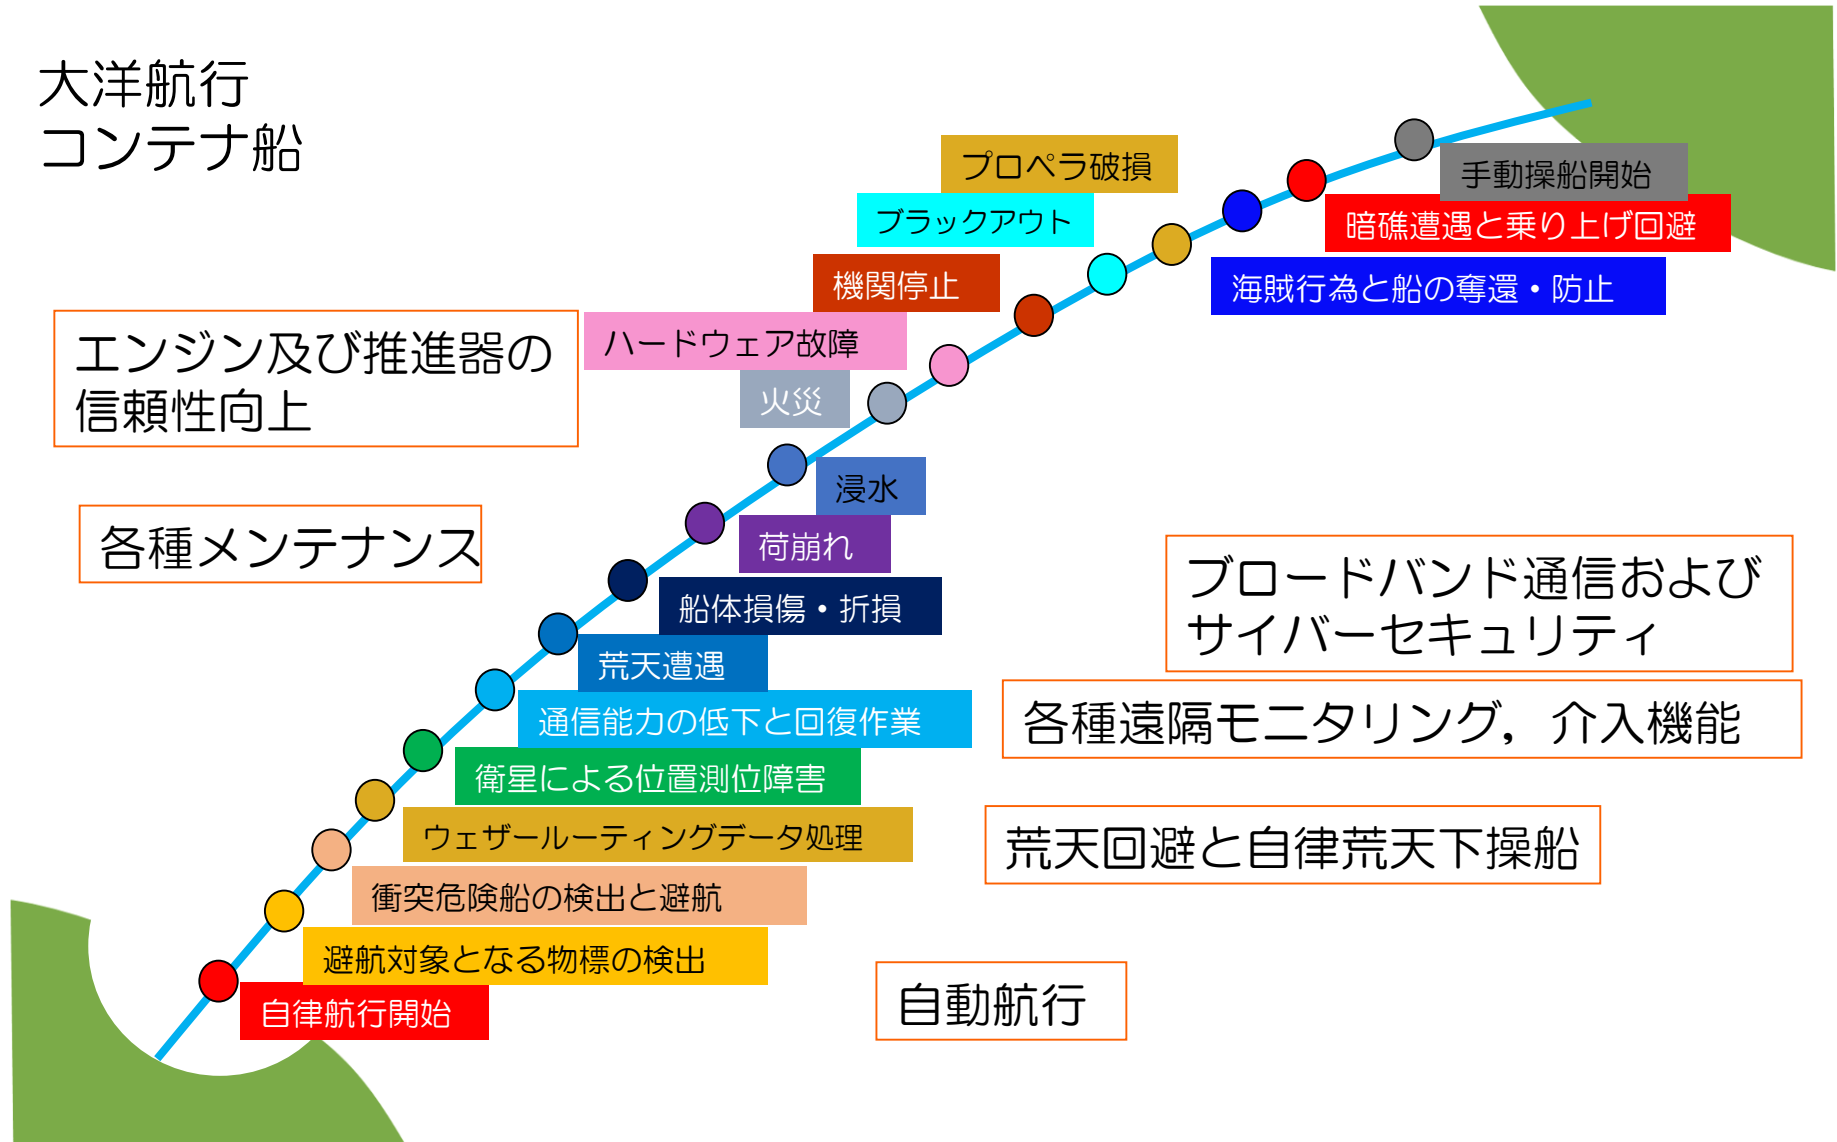 大洋航行
コンテナ船
プロペラ破損
手動操船開始
ブラックアウト
暗礁遭遇と乗り上げ回避
機関停止
海賊行為と船の奪還・防止
ハードウェア故障
エンジン及び推進器の
信頼性向上
火災
浸水
各種メンテナンス
荷崩れ
ブロードバンド通信および
サイバーセキュリティ
船体損傷・折損
荒天遭遇
通信能力の低下と回復作業
各種遠隔モニタリング，介入機能
衛星による位置測位障害
ウェザールーティングデータ処理
荒天回避と自律荒天下操船
衝突危険船の検出と避航
避航対象となる物標の検出
自動航行
自律航行開始